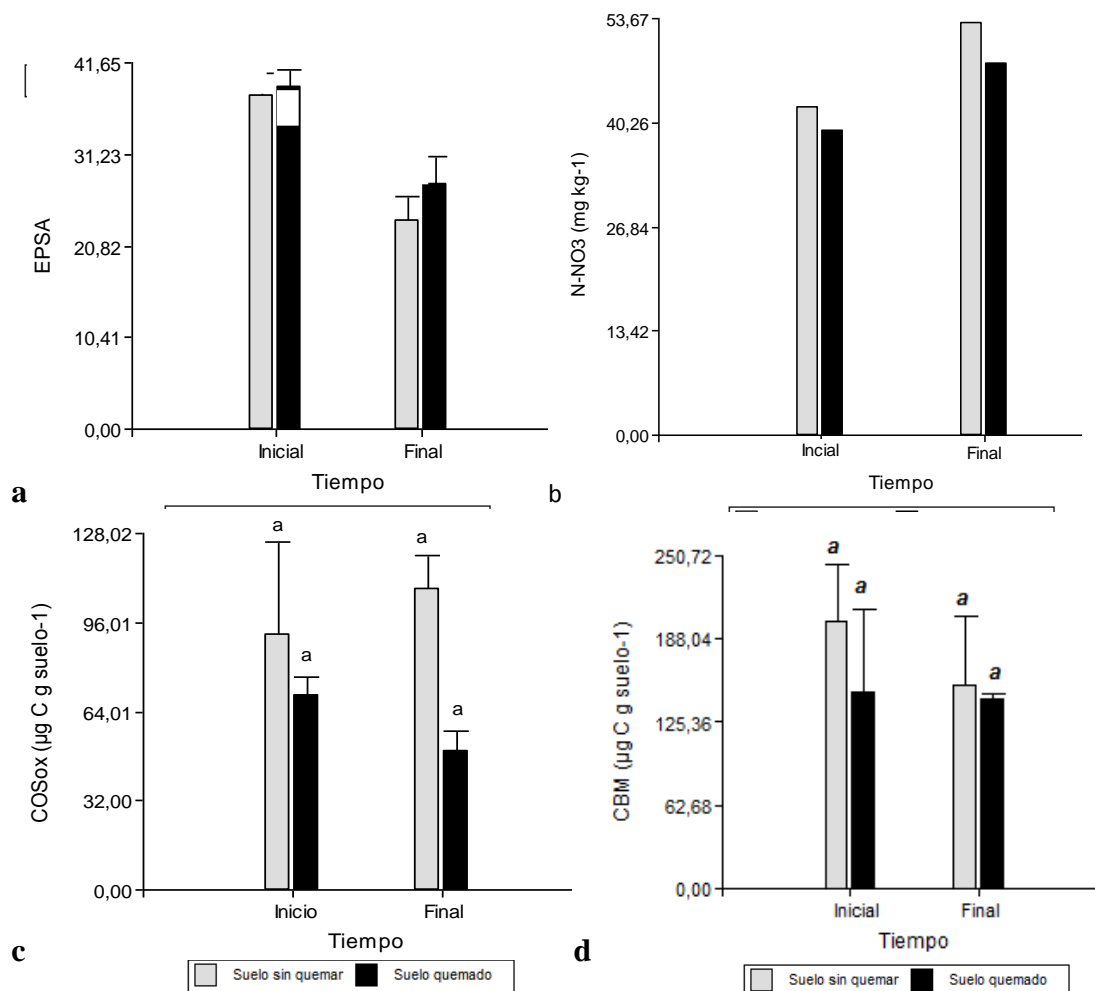 41,65
31,23
20,82
10,41
0,00
EPSA
Inicial
Final
Tiempo
a
53,67
40,26
26,84
13,42
0,00
N-NO3 (mg kg-1)
Incial
Final
Tiempo
b
128,02
96,01
64,01
32,00
0,00
COSox (µg C g suelo-1)
a
a
a
a
Inicio
Final
Tiempo
c
Suelo sin quemar
Suelo quemado
250,72
188,04
125,36
62,68
0,00
CBM (µg C g suelo-1)
a
a
a
a
Inicial
Final
Tiempo
d
Suelo sin quemar
Suelo quemado